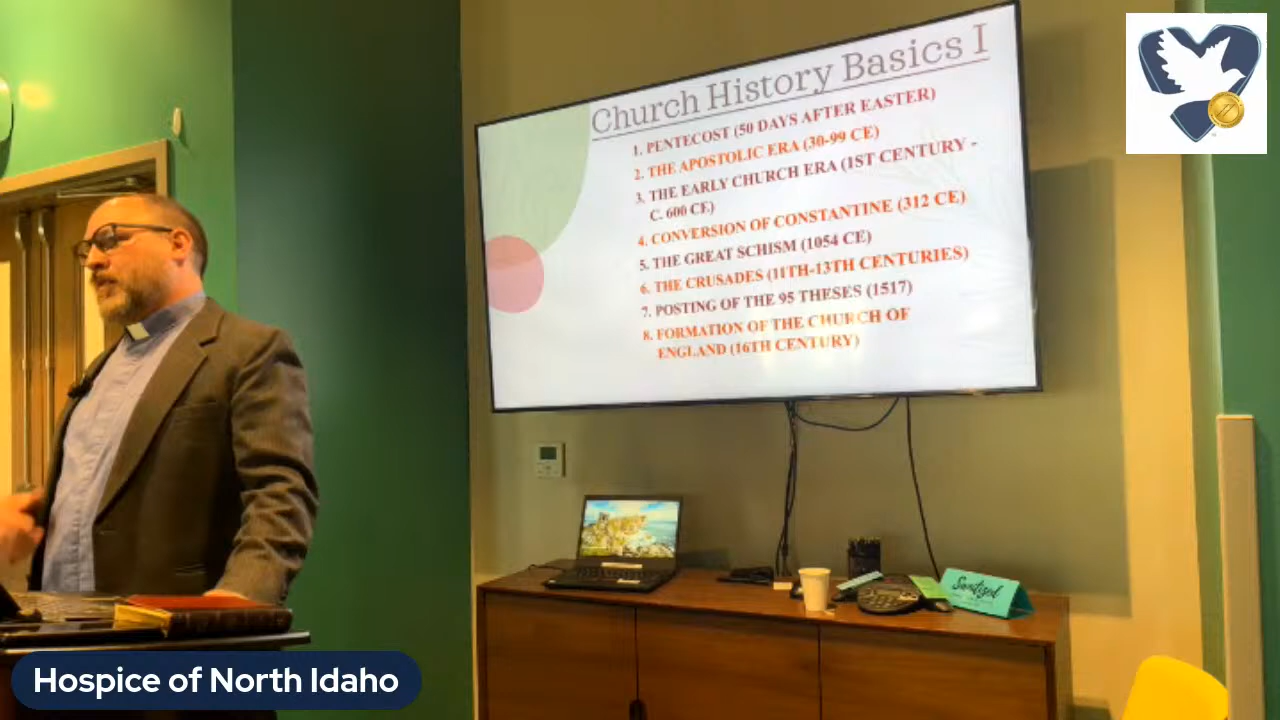 Church History Basics I
1. PENTECOST (50 DAYS AFTER EASTER)
2. THE APOSTOLIC ERA (30-99 CE)
3. THE EARLY CHURCH ERA (1ST CENTURY -
C. 600 CE)
4. CONVERSION OF CONSTANTINE (312 CE)
5. THE GREAT SCHISM (1054 CE)
6. THE CRUSADES (11TH-13TH CENTURIES)
7. POSTING OF THE 95 THESES (1517)
8. FORMATION OF THE CHURCH OF
ENGLAND (16TH CENTURY)
Sanitized
Hospice of North Idaho